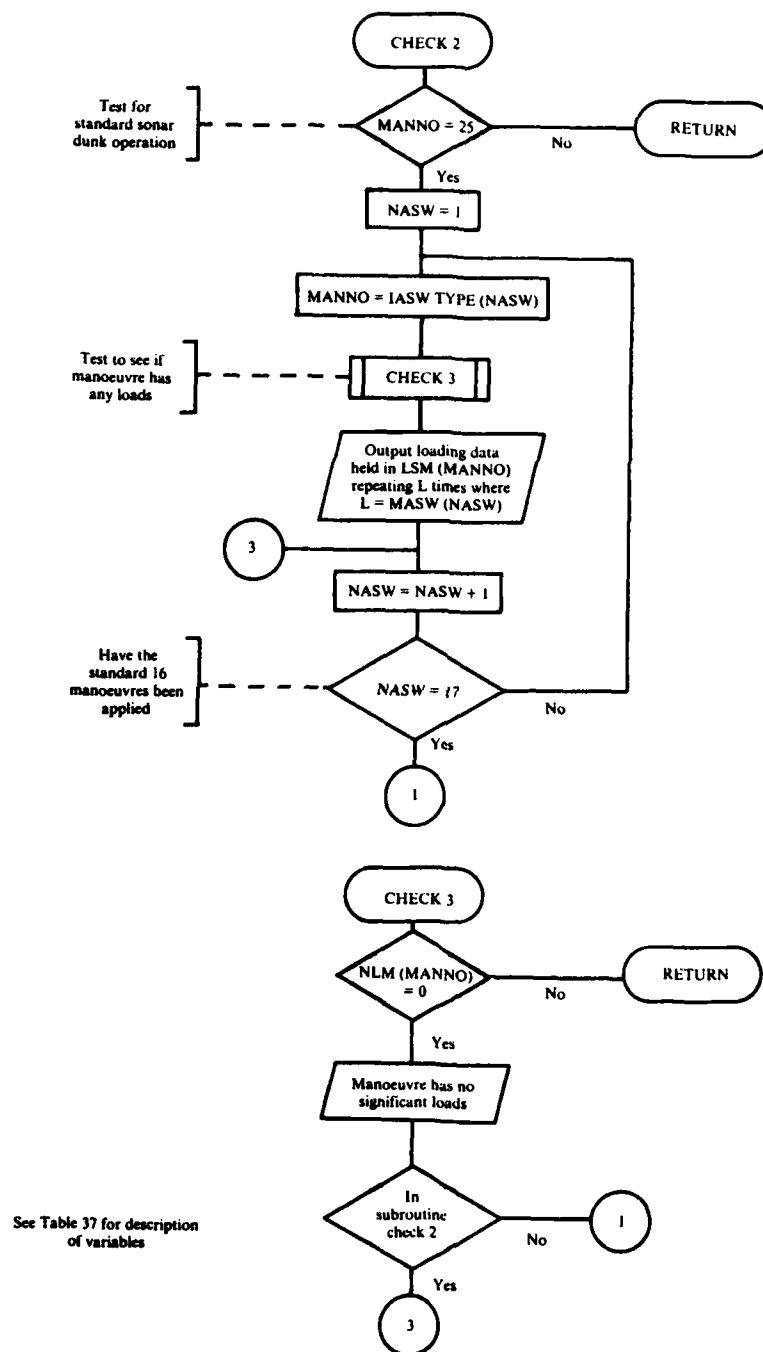 CHECK 2
Test for
standard sonar
dunk operation
MANNO = 25
No
RETURN
Yes
NASW = 1
MANNO = IASW TYPE (NASW)
Test to see if
manoeuvre has
any loads
CHECK 3
Output loading data
held in LSM (MANNO)
repeating L times where
L = MASW (NASW)
3
NASW = NASW + 1
Have the
standard 16
manoeuvres been
applied
NASW = 17
No
Yes
1
CHECK 3
NLM (MANNO)
= 0
No
RETURN
Yes
Manoeuvre has no
significant loads
In
subroutine
check 2
No
1
See Table 37 for description
of variables
Yes
3